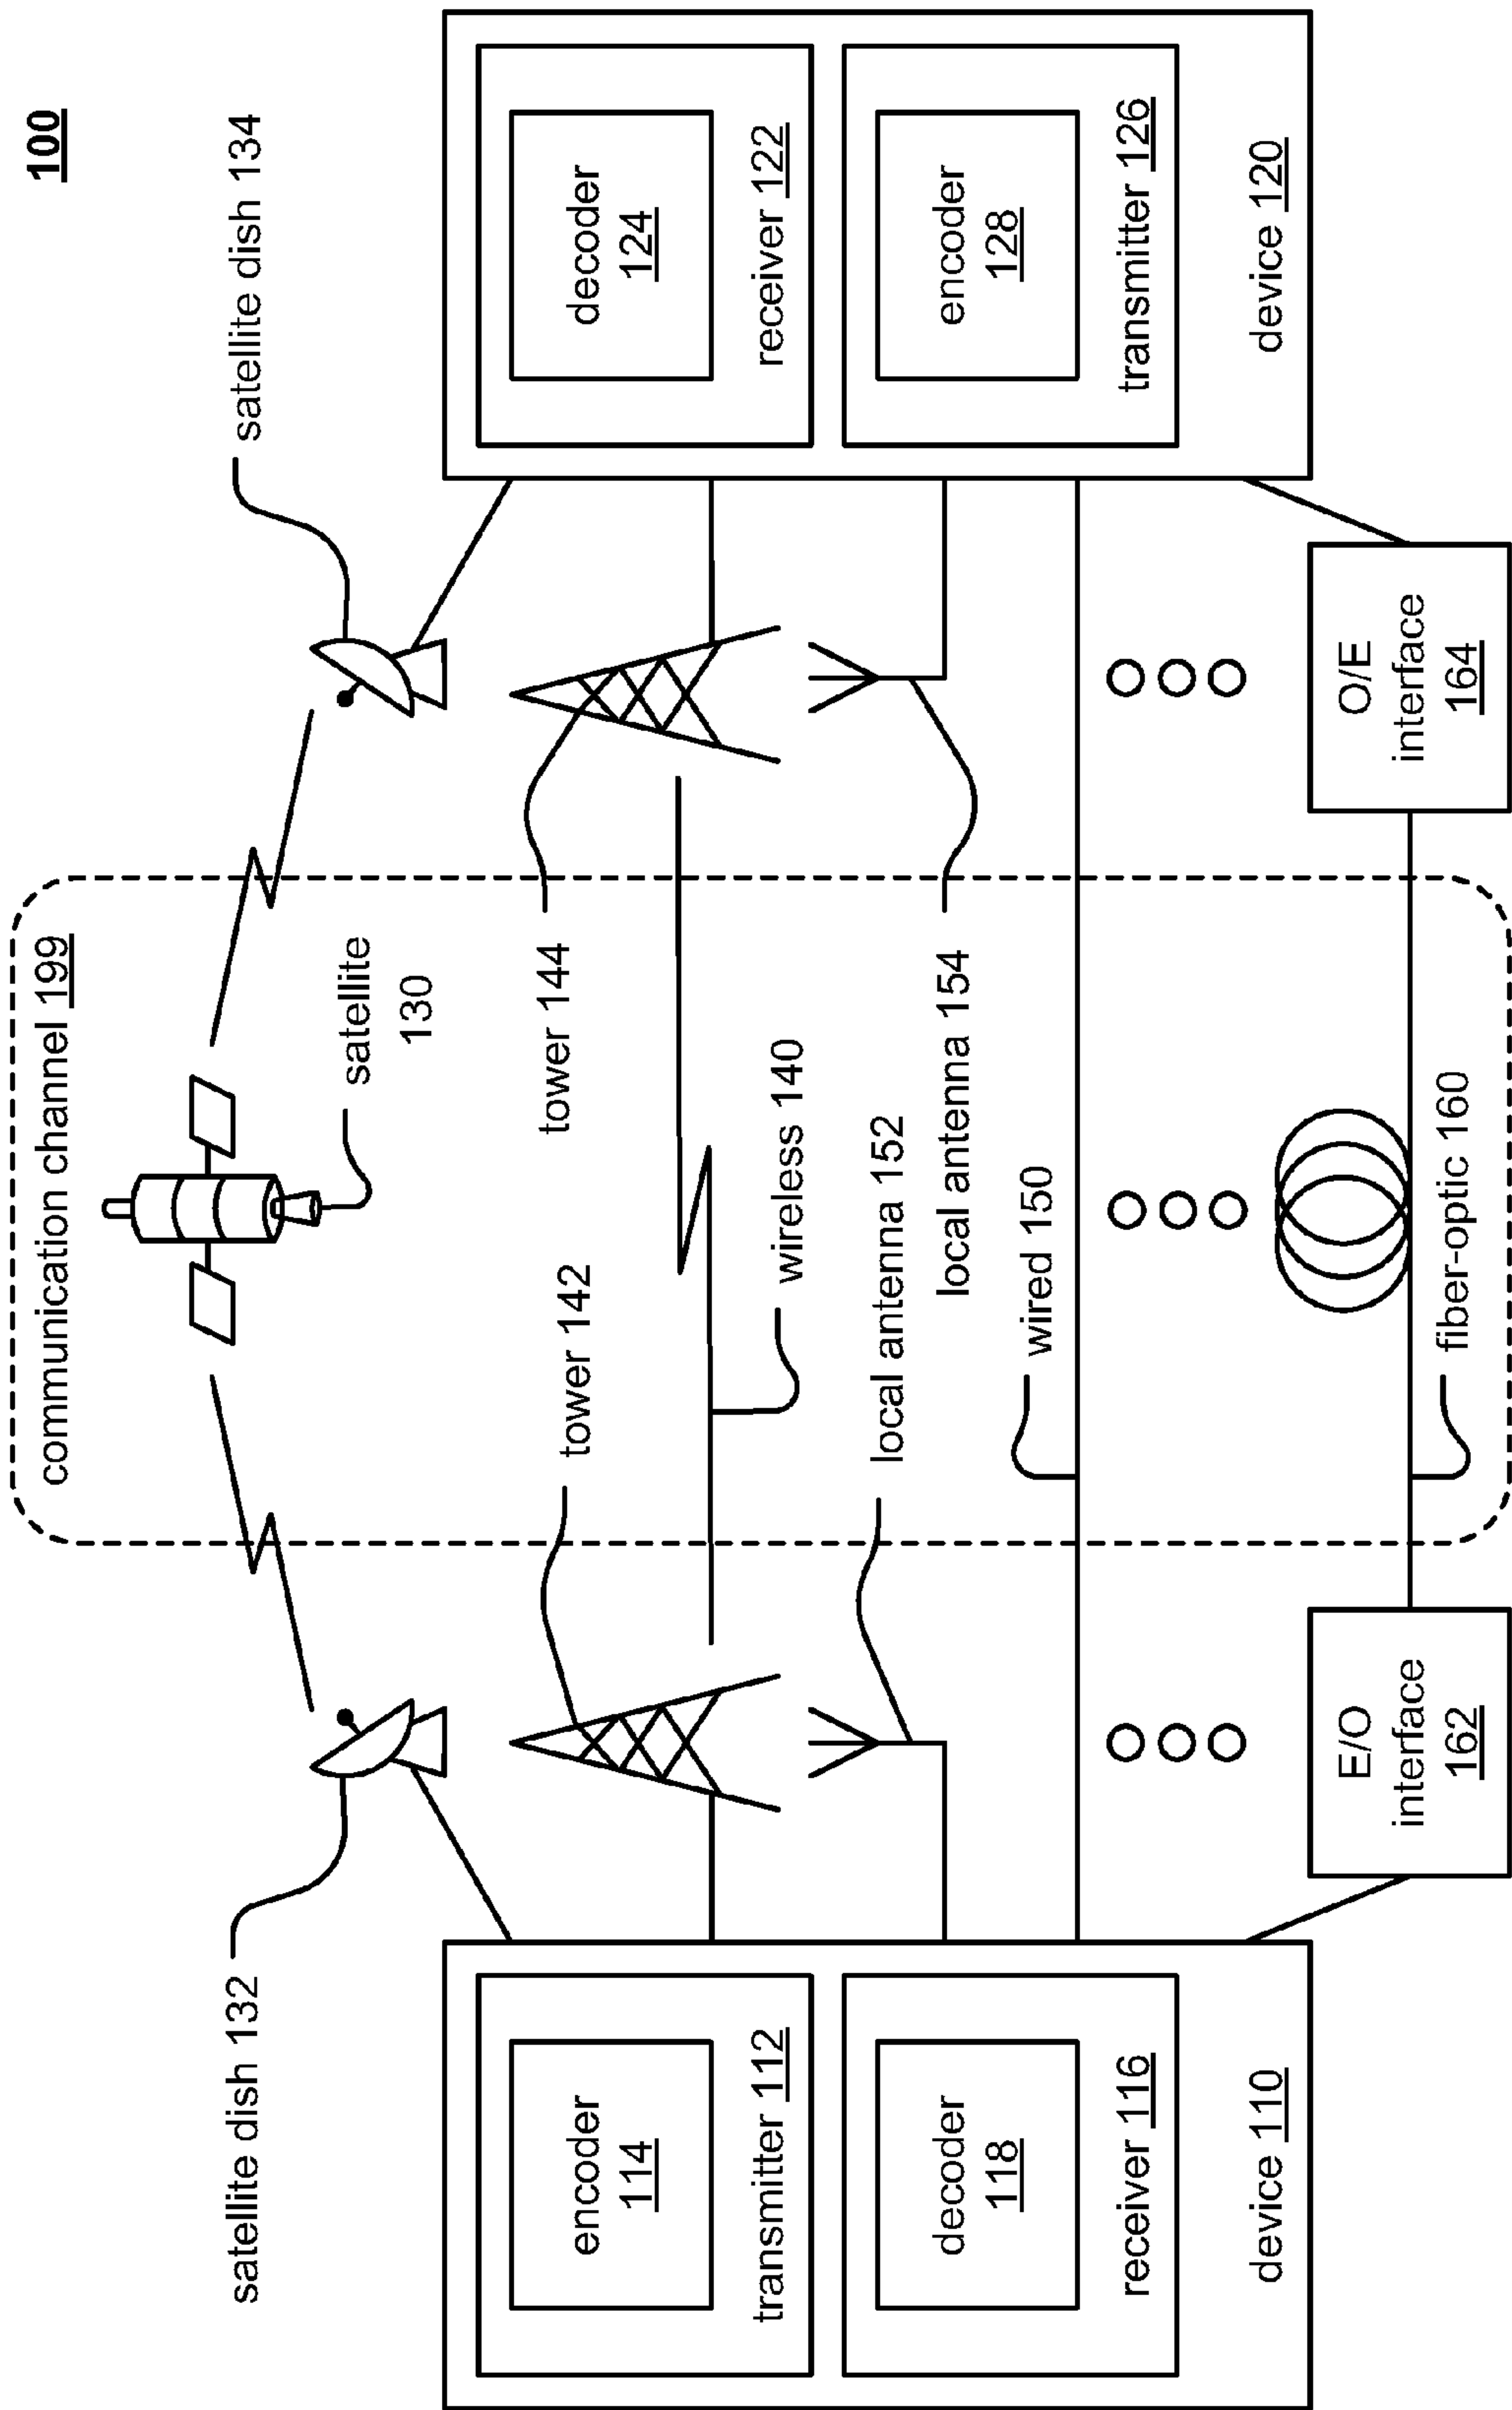 100
communication channel 199
satellite dish 132
satellite
130
satellite dish 134
encoder
114
transmitter 112
decoder
118
receiver 116
device 110
tower 142
tower 144
wireless 140
local antenna 152
local antenna 154
wired 150
fiber-optic 160
E/O
interface
162
O/E
interface
164
decoder
124
receiver 122
encoder
128
transmitter 126
device 120